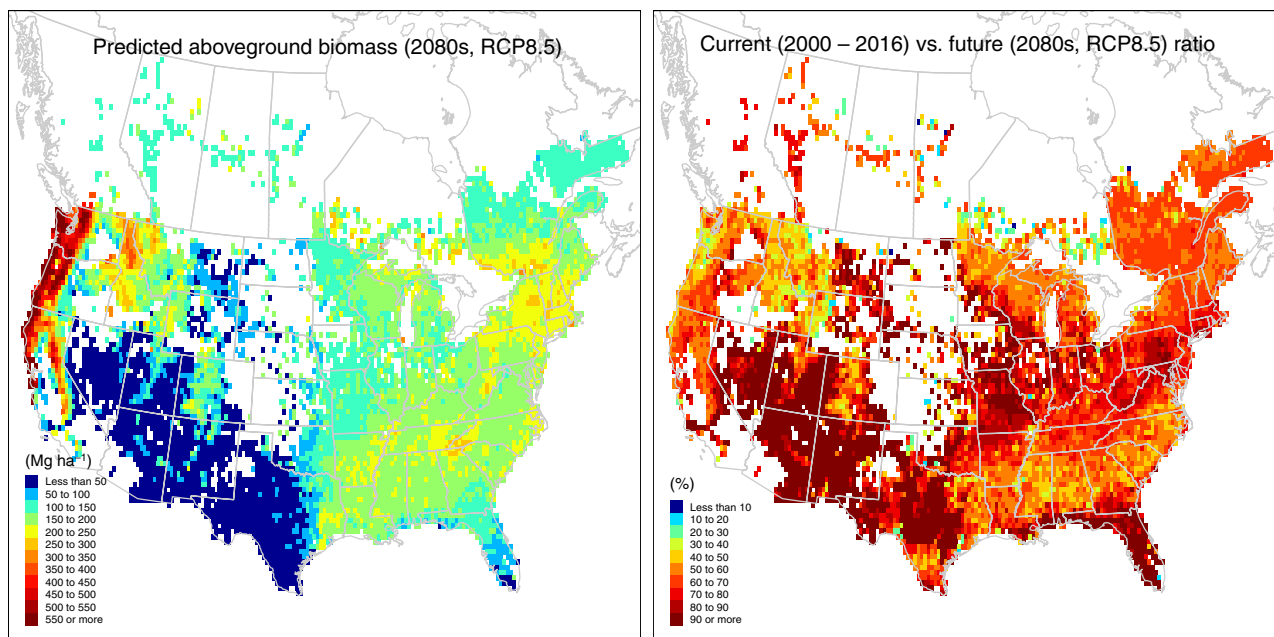 Predicted aboveground biomass (2080s, RCP8.5)
(Mg ha⁻¹)
Less than 50
50 to 100
100 to 150
150 to 200
200 to 250
250 to 300
300 to 350
350 to 400
400 to 450
450 to 500
500 to 550
550 or more
Current (2000 – 2016) vs. future (2080s, RCP8.5) ratio
(%)
Less than 10
10 to 20
20 to 30
30 to 40
40 to 50
50 to 60
60 to 70
70 to 80
80 to 90
90 or more